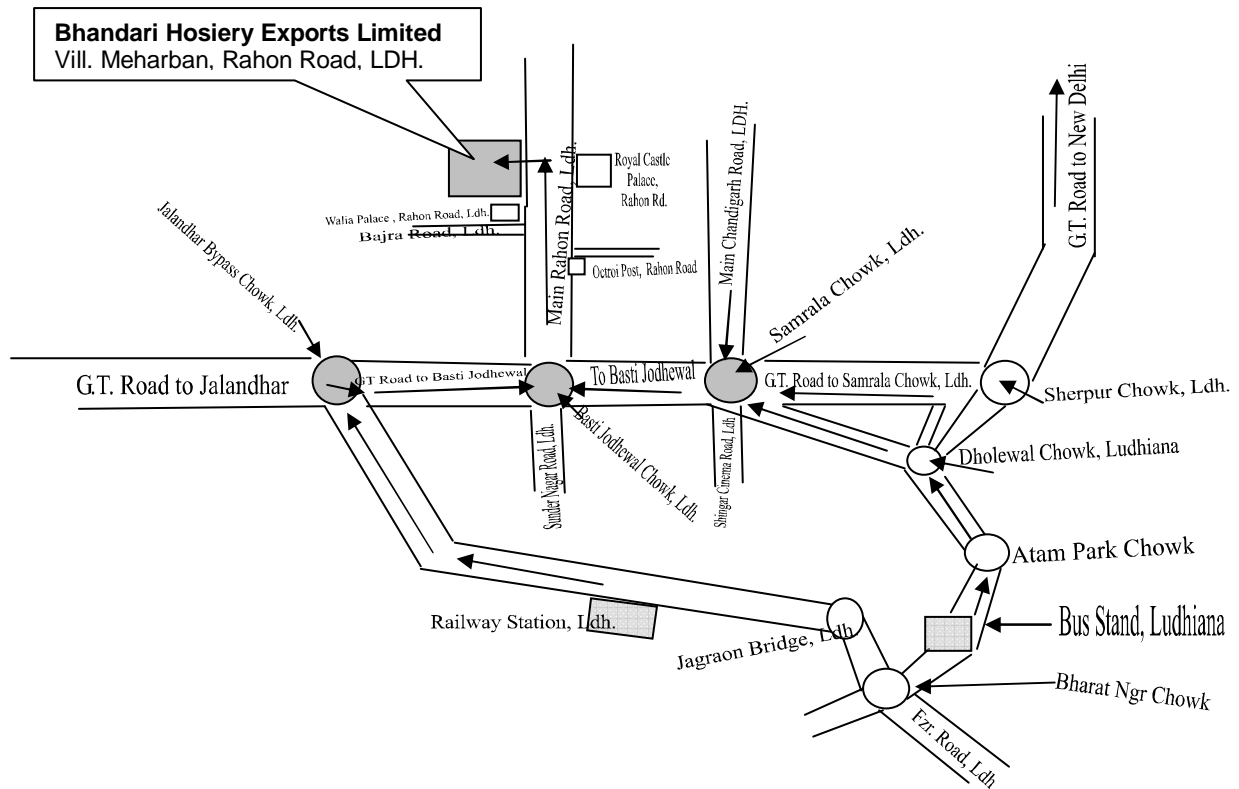 Bhandari Hosiery Exports Limited
Vill. Meharban, Rahon Road, LDH.
G.T. Road to New Delhi
Main Chandigarh Road, LDH.
Main Rahon Road, Ldh.
Royal Castle
Palace,
Rahon Rd.
Walia Palace , Rahon Road, Ldh.
Bajra Road, Ldh.
Octroi Post, Rahon Road
Jalandhar Bypass Chowk, Ldh.
Samrala Chowk, Ldh.
G.T. Road to Jalandhar
GT Road to Basti Jodhewal
To Basti Jodhewal
G.T. Road to Samrala Chowk, Ldh.
Sherpur Chowk, Ldh.
Sunder Nagar Road, Ldh.
Basti Jodhewal Chowk, Ldh.
Shingar Cinema Road, Ldh
Dholewal Chowk, Ludhiana
Atam Park Chowk
Railway Station, Ldh.
Jagraon Bridge, Ldh
Bus Stand, Ludhiana
Bharat Ngr Chowk
Fzr. Road, Ldh